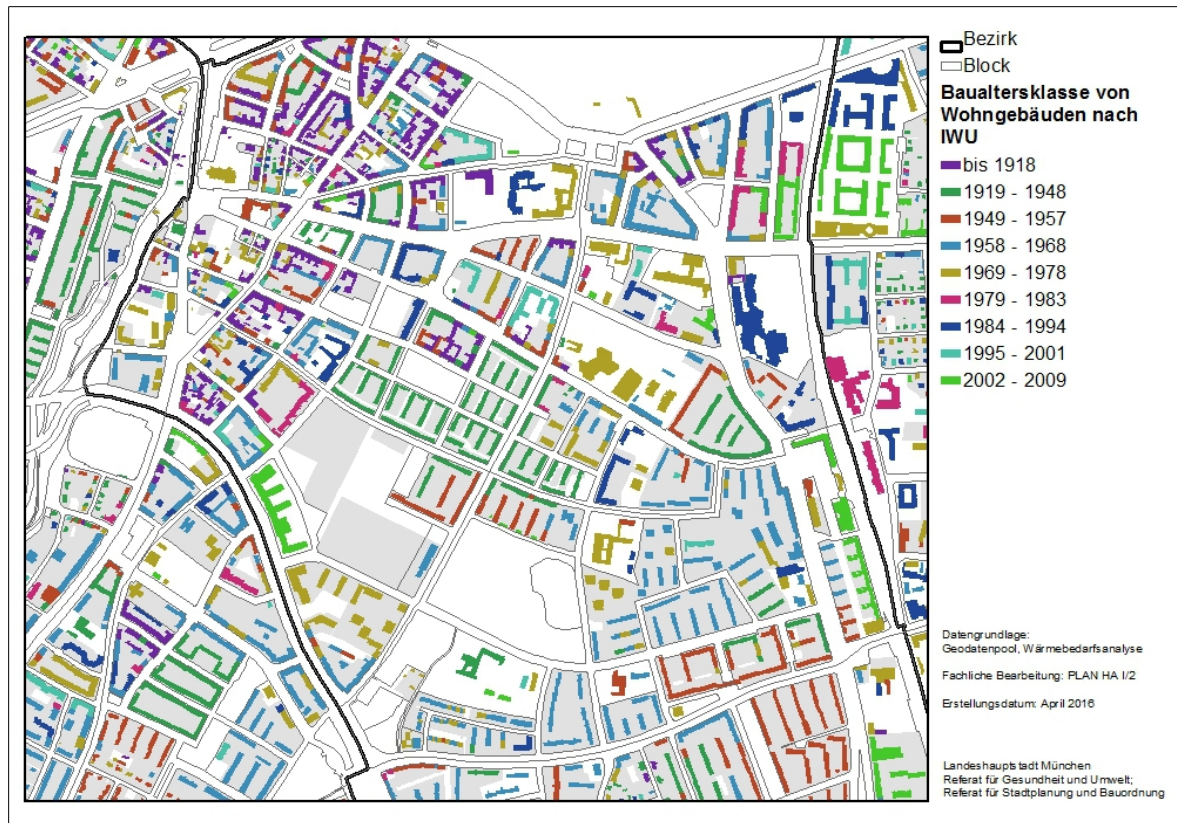 Bezirk
Block
Baualtersklasse von
Wohngebäuden nach
IWU
bis 1918
1919 - 1948
1949 - 1957
1958 - 1968
1969 - 1978
1979 - 1983
1984 - 1994
1995 - 2001
2002 - 2009
Datengrundlage:
Geodatenpool, Wärmebedarfsanalyse
Fachliche Bearbeitung: PLAN HA I/2
Erstellungsdatum: April 2016
Landeshauptstadt München
Referat für Gesundheit und Umwelt;
Referat für Stadtplanung und Bauordnung